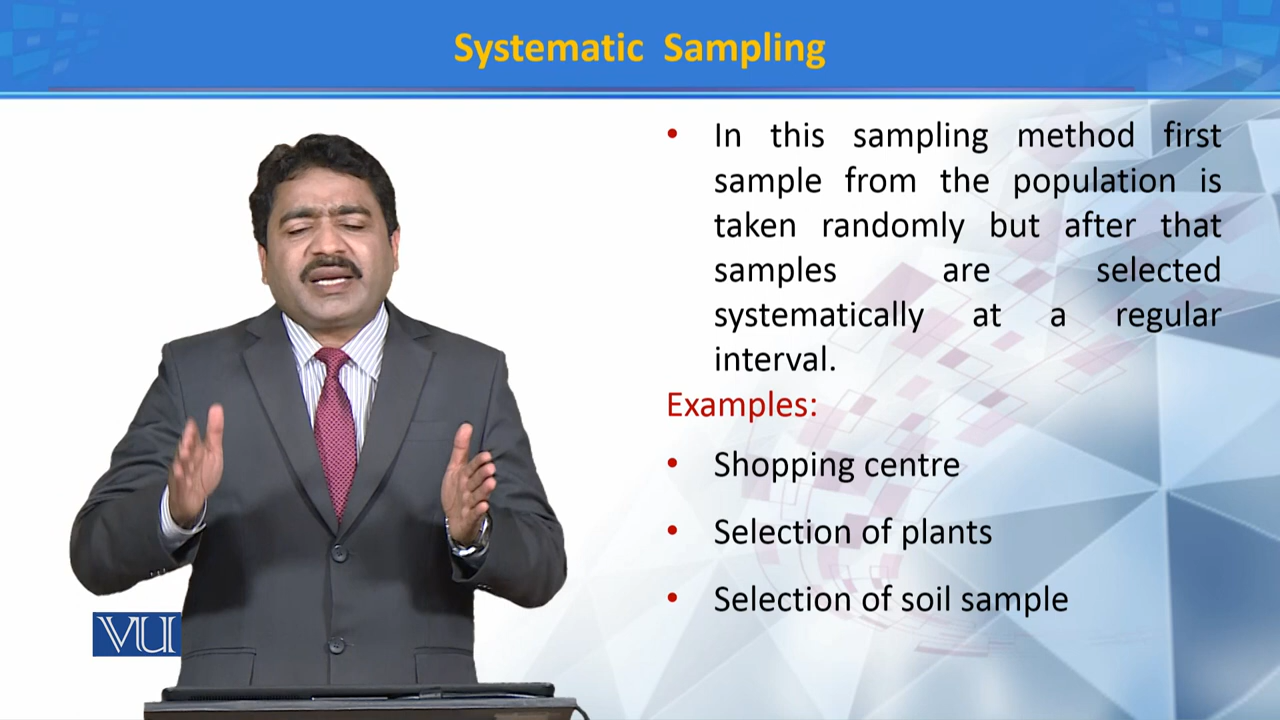 Systematic Sampling
• In this sampling method first
sample from the population is
taken randomly but after that
samples are selected
systematically at a regular
interval.
Examples:
• Shopping centre
• Selection of plants
• Selection of soil sample
VU